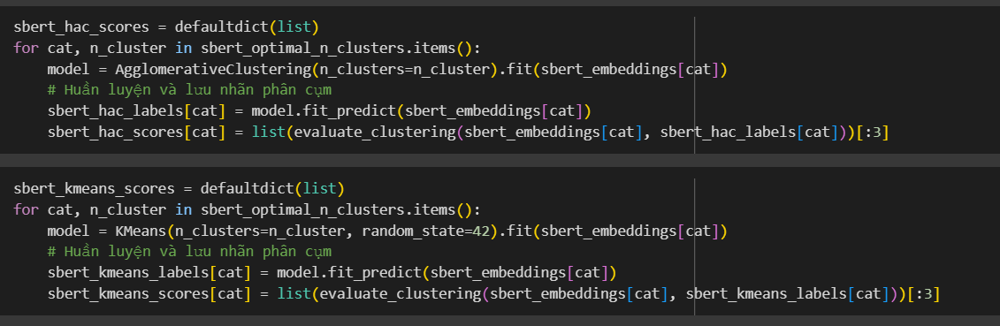 sbert_hac_scores = defaultdict(list)
for cat, n_cluster in sbert_optimal_n_clusters.items():
    model = AgglomerativeClustering(n_clusters=n_cluster).fit(sbert_embeddings[cat])
    # Huấn luyện và lưu nhãn phân cụm
    sbert_hac_labels[cat] = model.fit_predict(sbert_embeddings[cat])
    sbert_hac_scores[cat] = list(evaluate_clustering(sbert_embeddings[cat], sbert_hac_labels[cat]))[:3]
sbert_kmeans_scores = defaultdict(list)
for cat, n_cluster in sbert_optimal_n_clusters.items():
    model = KMeans(n_clusters=n_cluster, random_state=42).fit(sbert_embeddings[cat])
    # Huấn luyện và lưu nhãn phân cụm
    sbert_kmeans_labels[cat] = model.fit_predict(sbert_embeddings[cat])
    sbert_kmeans_scores[cat] = list(evaluate_clustering(sbert_embeddings[cat], sbert_kmeans_labels[cat]))[:3]